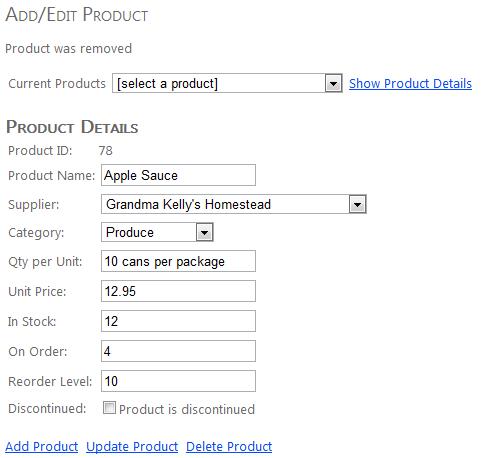 Add/Edit Product
Product was removed
Current Products [select a product] Show Product Details
Product Details
Product ID: 78
Product Name: Apple Sauce
Supplier: Grandma Kelly's Homestead
Category: Produce
Qty per Unit: 10 cans per package
Unit Price: 12.95
In Stock: 12
On Order: 4
Reorder Level: 10
Discontinued: Product is discontinued
Add Product Update Product Delete Product